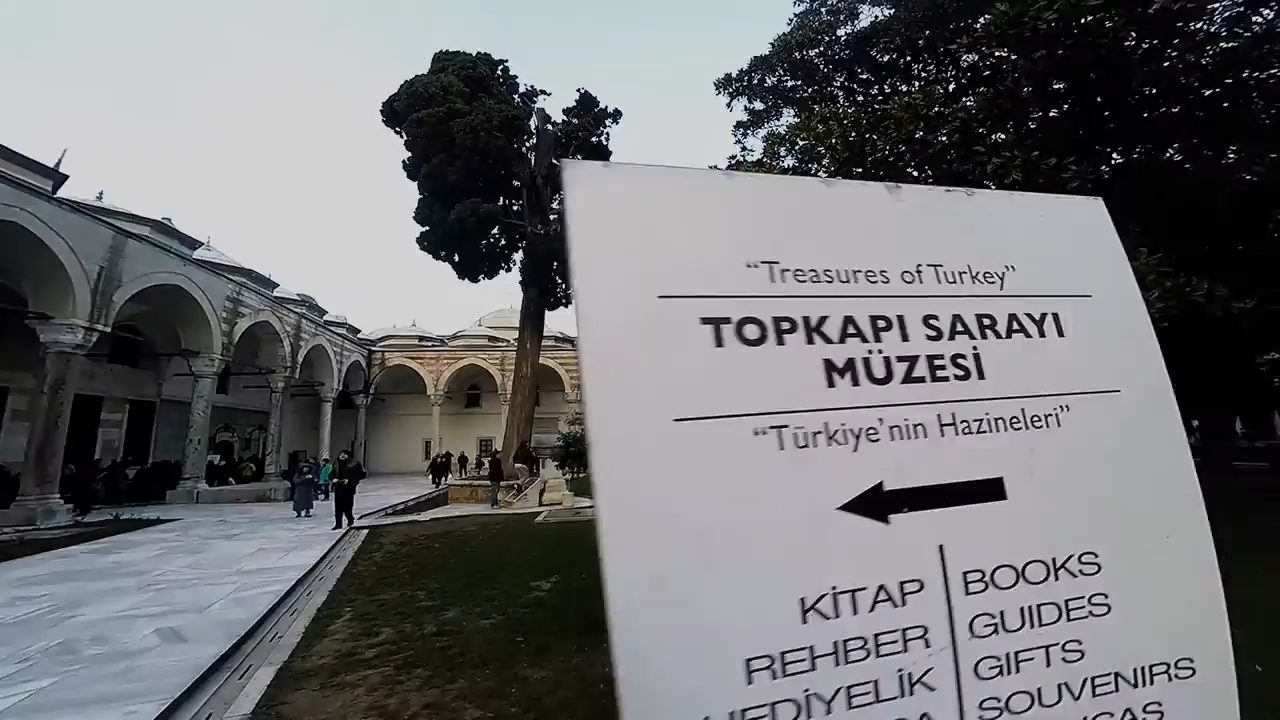 “Treasures of Turkey”
TOPKAPI SARAYI
MÜZESİ
“Türkiye’nin Hazineleri”
KİTAP
REHBER
HEDİYELİK
BOOKS
GUIDES
GIFTS
SOUVENIRS